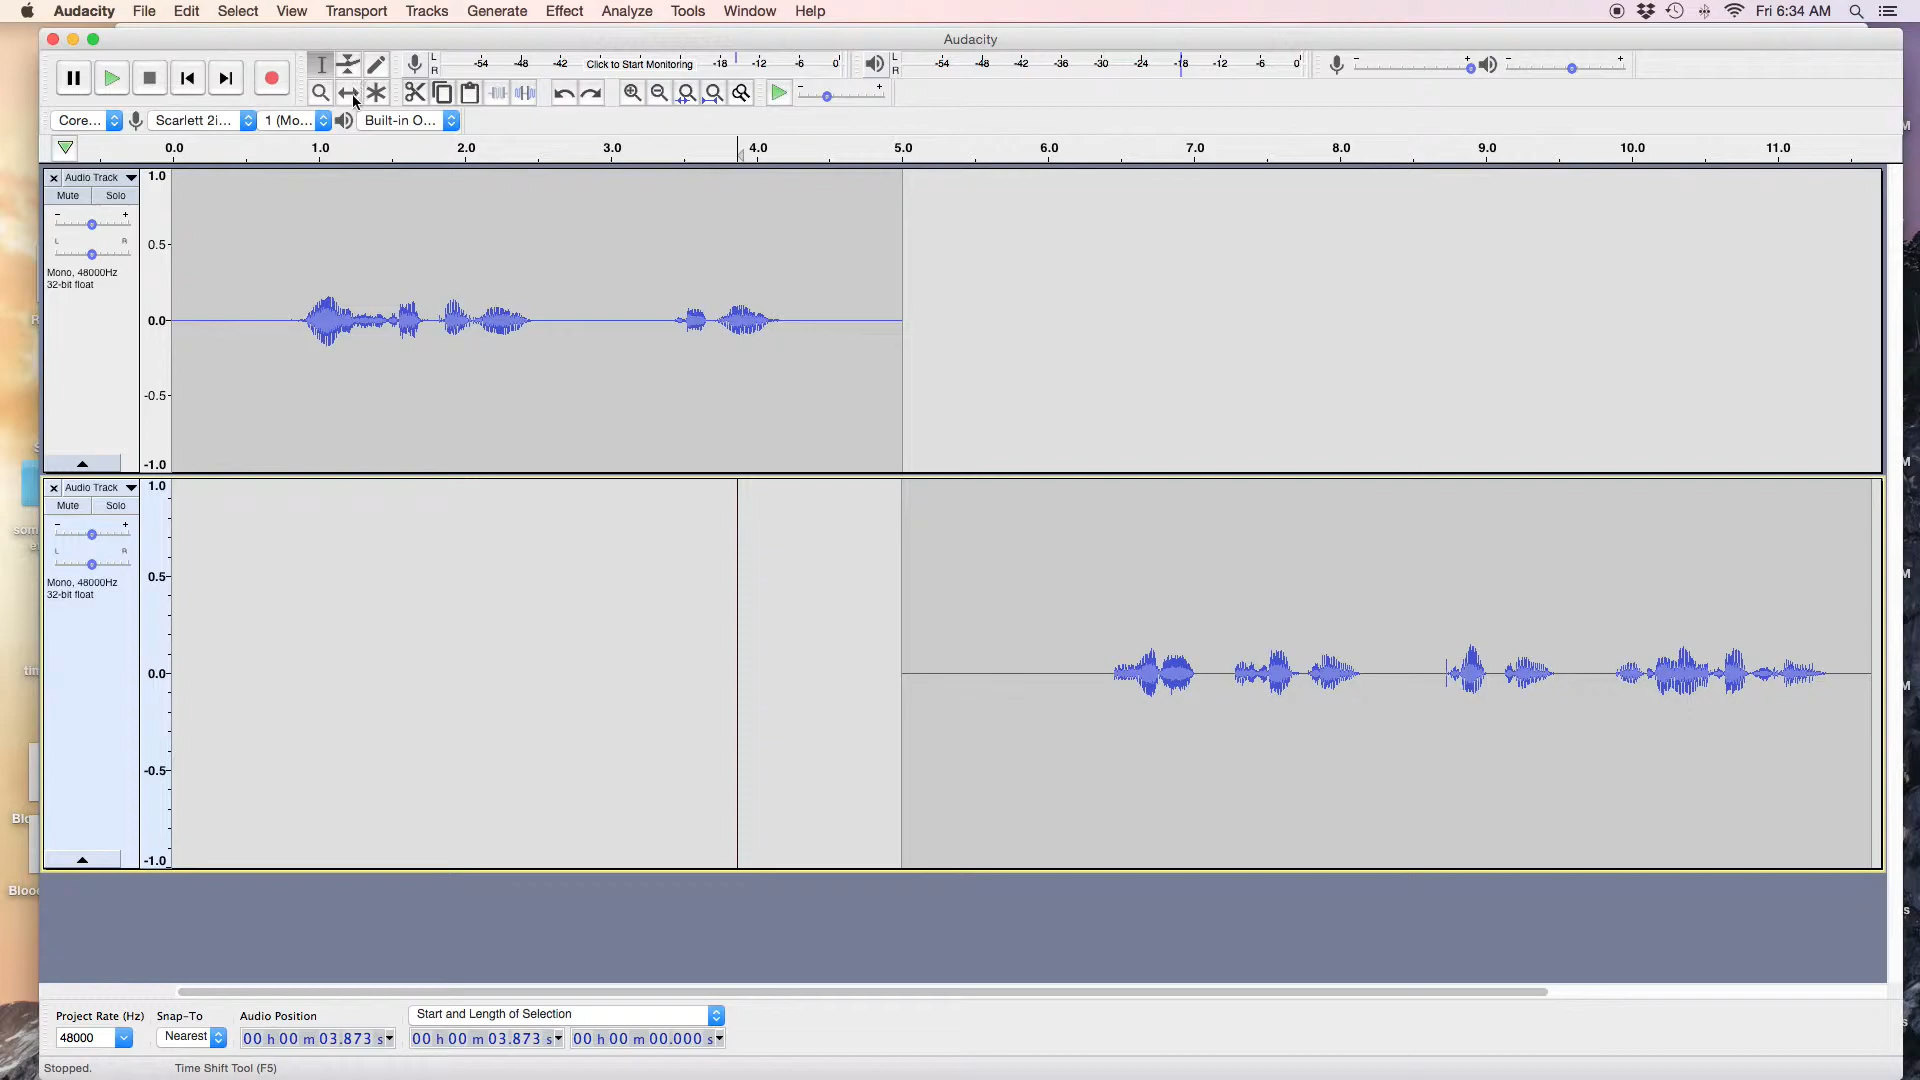 Audacity File Edit Select View Transport Tracks Generate Effect Analyze Tools Window Help Fri 6:34 AM
Audacity
L R -54 -48 -42 Click to Start Monitoring -18 -12 -6 0 L R -54 -48 -42 -36 -30 -24 -18 -12 -6 0 - + - +
- +
Core... Scarlett 2i... 1 (Mo... Built-in O...
0.0 1.0 2.0 3.0 4.0 5.0 6.0 7.0 8.0 9.0 10.0 11.0
Audio Track 1.0
Mute Solo
- +
L R 0.5
Mono, 48000Hz
32-bit float
0.0
-0.5
-1.0
Audio Track 1.0
Mute Solo
- +
L R
Mono, 48000Hz 0.5
32-bit float
0.0
-0.5
-1.0
som
tin
Blo
Bloo
Project Rate (Hz) Snap-To Audio Position Start and Length of Selection
48000 Nearest 00 h 00 m 03.873 s 00 h 00 m 03.873 s 00 h 00 m 00.000 s
Stopped. Time Shift Tool (F5)